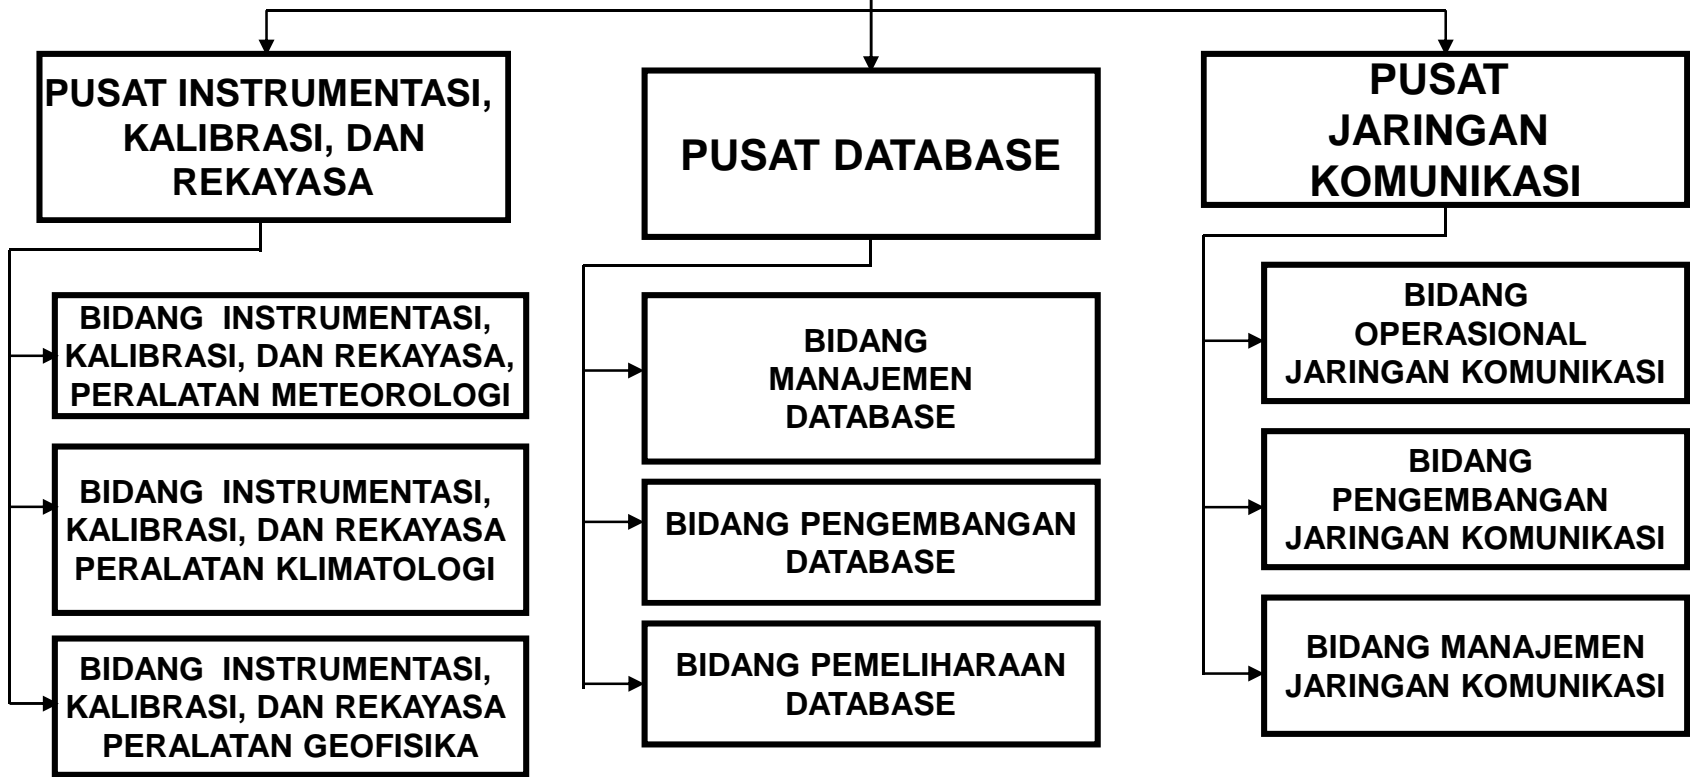 PUSAT INSTRUMENTASI,
KALIBRASI, DAN
REKAYASA
BIDANG INSTRUMENTASI,
KALIBRASI, DAN REKAYASA,
PERALATAN METEOROLOGI
BIDANG INSTRUMENTASI,
KALIBRASI, DAN REKAYASA
PERALATAN KLIMATOLOGI
BIDANG INSTRUMENTASI,
KALIBRASI, DAN REKAYASA
PERALATAN GEOFISIKA
PUSAT DATABASE
BIDANG
MANAJEMEN
DATABASE
BIDANG PENGEMBANGAN
DATABASE
BIDANG PEMELIHARAAN
DATABASE
PUSAT
JARINGAN
KOMUNIKASI
BIDANG
OPERASIONAL
JARINGAN KOMUNIKASI
BIDANG
PENGEMBANGAN
JARINGAN KOMUNIKASI
BIDANG MANAJEMEN
JARINGAN KOMUNIKASI